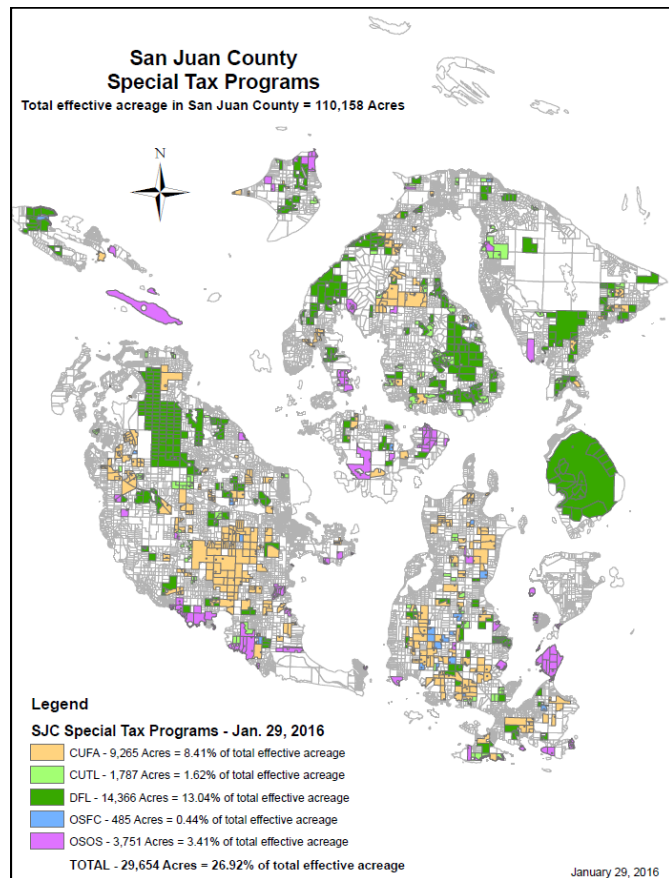 San Juan County
Special Tax Programs
Total effective acreage in San Juan County = 110,158 Acres
N
Legend
SJC Special Tax Programs - Jan. 29, 2016
CUFA - 9,265 Acres = 8.41% of total effective acreage
CUTL - 1,787 Acres = 1.62% of total effective acreage
DFL - 14,366 Acres = 13.04% of total effective acreage
OSFC - 485 Acres = 0.44% of total effective acreage
OSOS - 3,751 Acres = 3.41% of total effective acreage
TOTAL - 29,654 Acres = 26.92% of total effective acreage
January 29, 2016